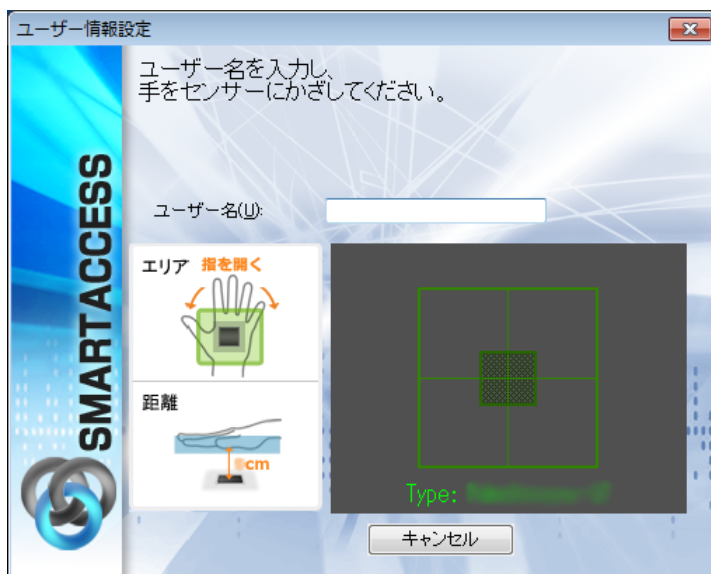 ユーザー情報設定
ユーザー名を入力し、
手をセンサーにかざしてください。
SMARTACCESS
ユーザー名(U):
エリア 指を開く
距離
cm
Type:
キャンセル